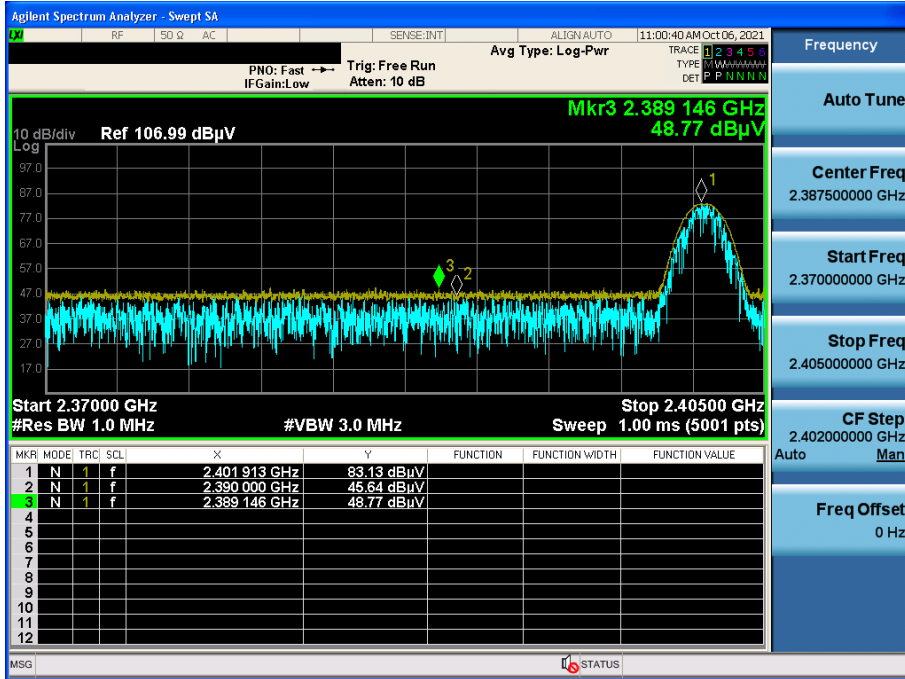 Agilent Spectrum Analyzer - Swept SA
LXI RF 50 Ω AC SENSE:INT ALIGN AUTO 11:00:40 AM Oct 06, 2021
Avg Type: Log-Pwr
TRACE 1 2 3 4 5 6
TYPE M W W W W W
DET P P N N N N
PNO: Fast
IFGain:Low
Trig: Free Run
Atten: 10 dB
Mkr3 2.389 146 GHz
48.77 dBµV
10 dB/div
Log
Ref 106.99 dBµV
97.0
87.0
77.0
67.0
57.0
47.0
37.0
27.0
17.0
1
3
2
Start 2.37000 GHz
#Res BW 1.0 MHz
#VBW 3.0 MHz
Stop 2.40500 GHz
Sweep 1.00 ms (5001 pts)
MKR MODE TRC SCL X Y FUNCTION FUNCTION WIDTH FUNCTION VALUE
1 N 1 f 2.401 913 GHz 83.13 dBµV
2 N 1 f 2.390 000 GHz 45.64 dBµV
3 N 1 f 2.389 146 GHz 48.77 dBµV
4
5
6
7
8
9
10
11
12
MSG STATUS
Frequency
Auto Tune
Center Freq
2.387500000 GHz
Start Freq
2.370000000 GHz
Stop Freq
2.405000000 GHz
CF Step
2.402000000 GHz
Auto Man
Freq Offset
0 Hz